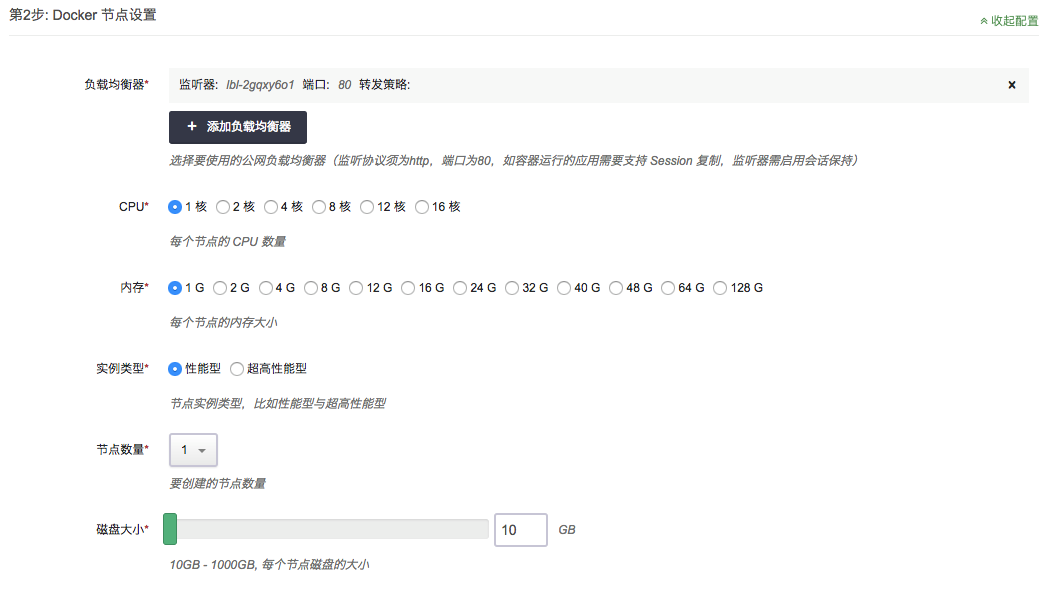 第2步: Docker 节点设置
收起配置
负载均衡器* 监听器: lbl-2gqxy6o1 端口: 80 转发策略:
+ 添加负载均衡器
选择要使用的公网负载均衡器（监听协议须为http，端口为80，如容器运行的应用需要支持 Session 复制，监听器需启用会话保持）
CPU* 1 核 2 核 4 核 8 核 12 核 16 核
每个节点的 CPU 数量
内存* 1 G 2 G 4 G 8 G 12 G 16 G 24 G 32 G 40 G 48 G 64 G 128 G
每个节点的内存大小
实例类型* 性能型 超高性能型
节点实例类型，比如性能型与超高性能型
节点数量* 1
要创建的节点数量
磁盘大小* 10 GB
10GB - 1000GB, 每个节点磁盘的大小